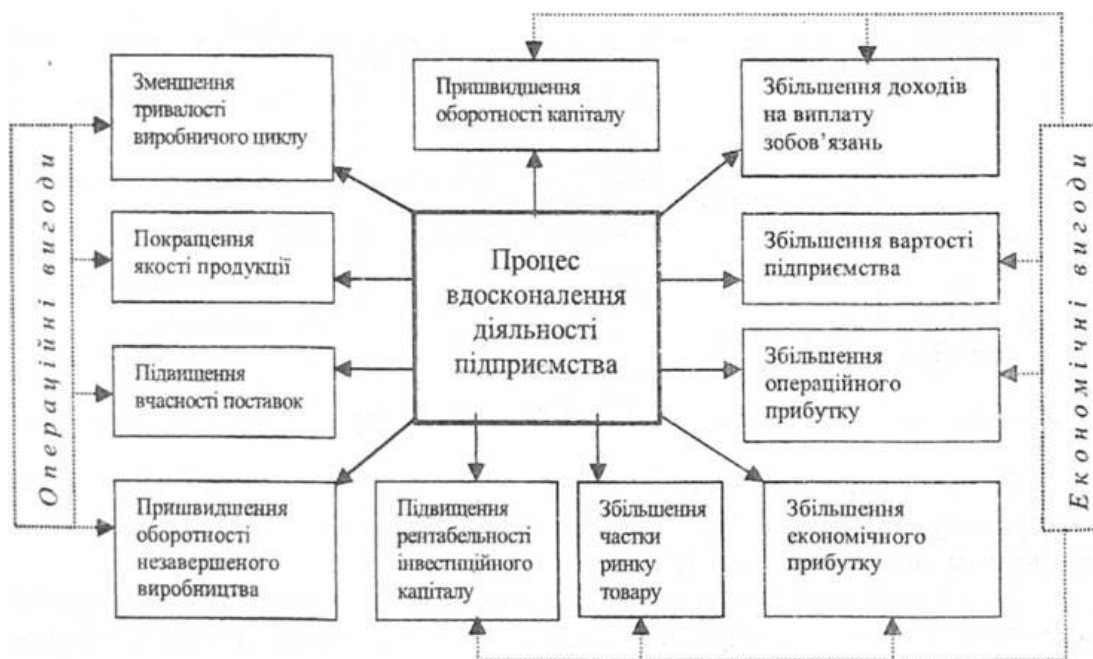 Зменшення
тривалості
виробничого циклу
Пришвидшення
оборотності капіталу
Збільшення доходів
на виплату
зобов’язань
Операційні вигоди
Покращення
якості продукції
Процес
вдосконалення
діяльності
підприємства
Збільшення вартості
підприємства
Економічні вигоди
Підвищення
вчасності поставок
Збільшення
операційного
прибутку
Пришвидшення
оборотності
незавершеного
виробництва
Підвищення
рентабельності
інвестиційного
капіталу
Збільшення
частки
ринку
товару
Збільшення
економічного
прибутку